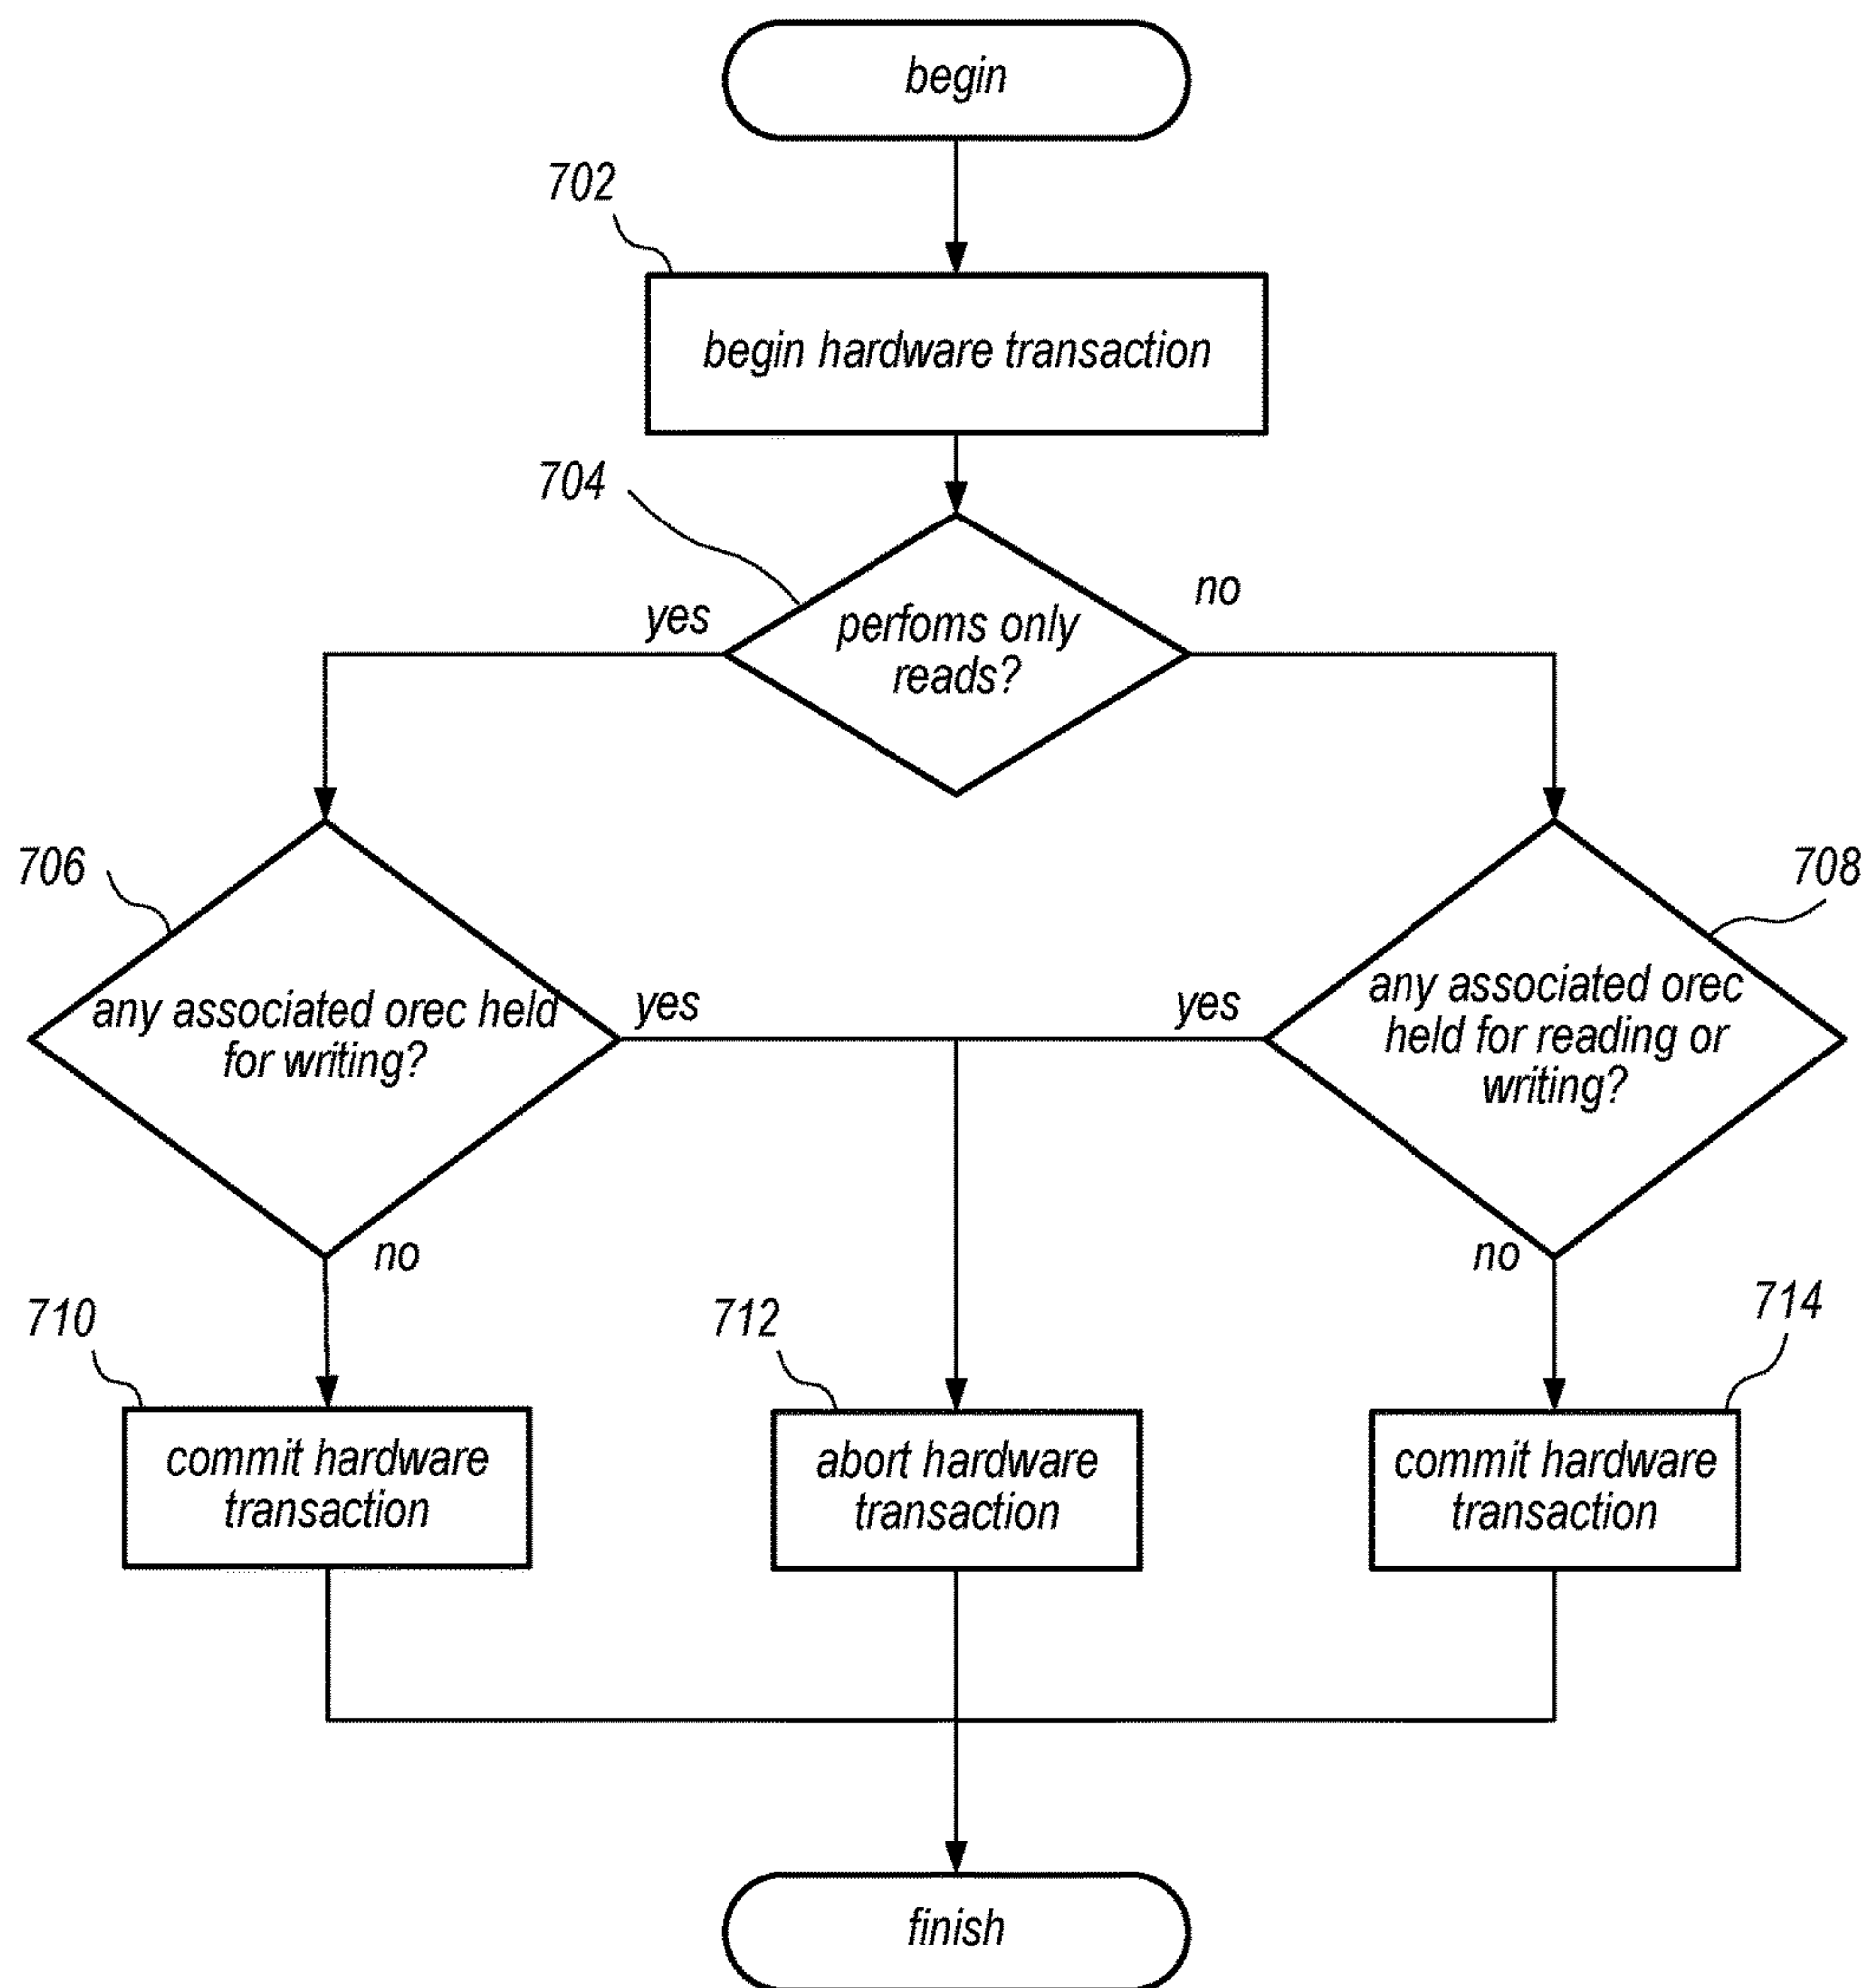 begin
702
begin hardware transaction
704
yes
no
perfoms only
reads?
706
708
any associated orec held
for writing?
yes
yes
any associated orec
held for reading or
writing?
no
no
710
712
714
commit hardware
transaction
abort hardware
transaction
commit hardware
transaction
finish